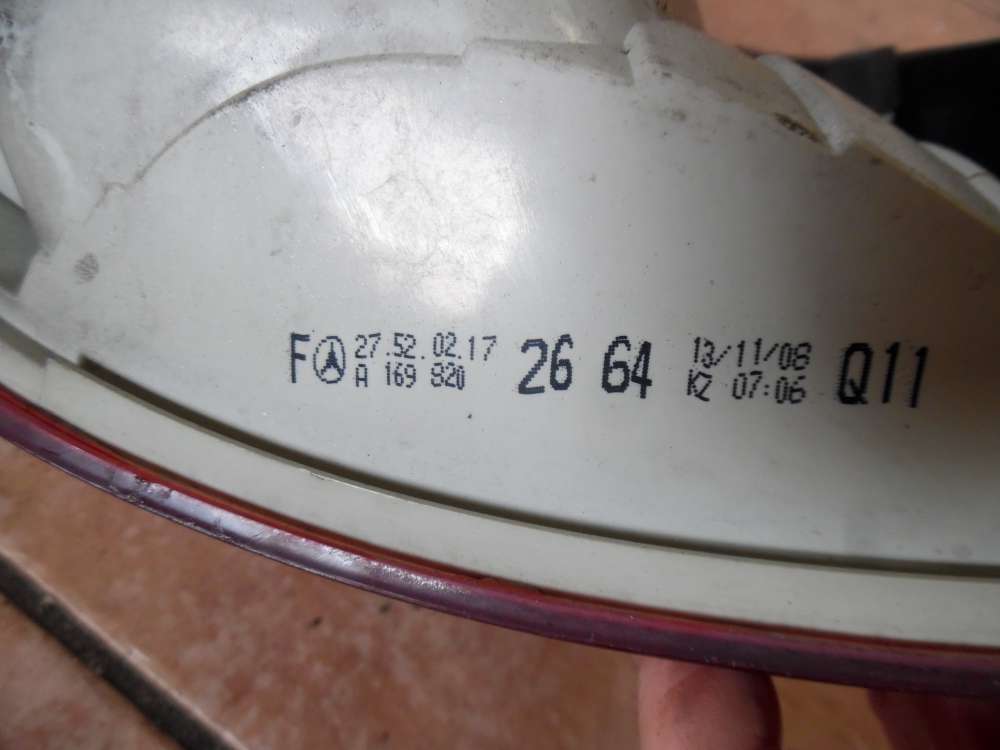 F 27.52.02.17 26 64 13/11/08 Q11
A 169 820 KZ 07:06